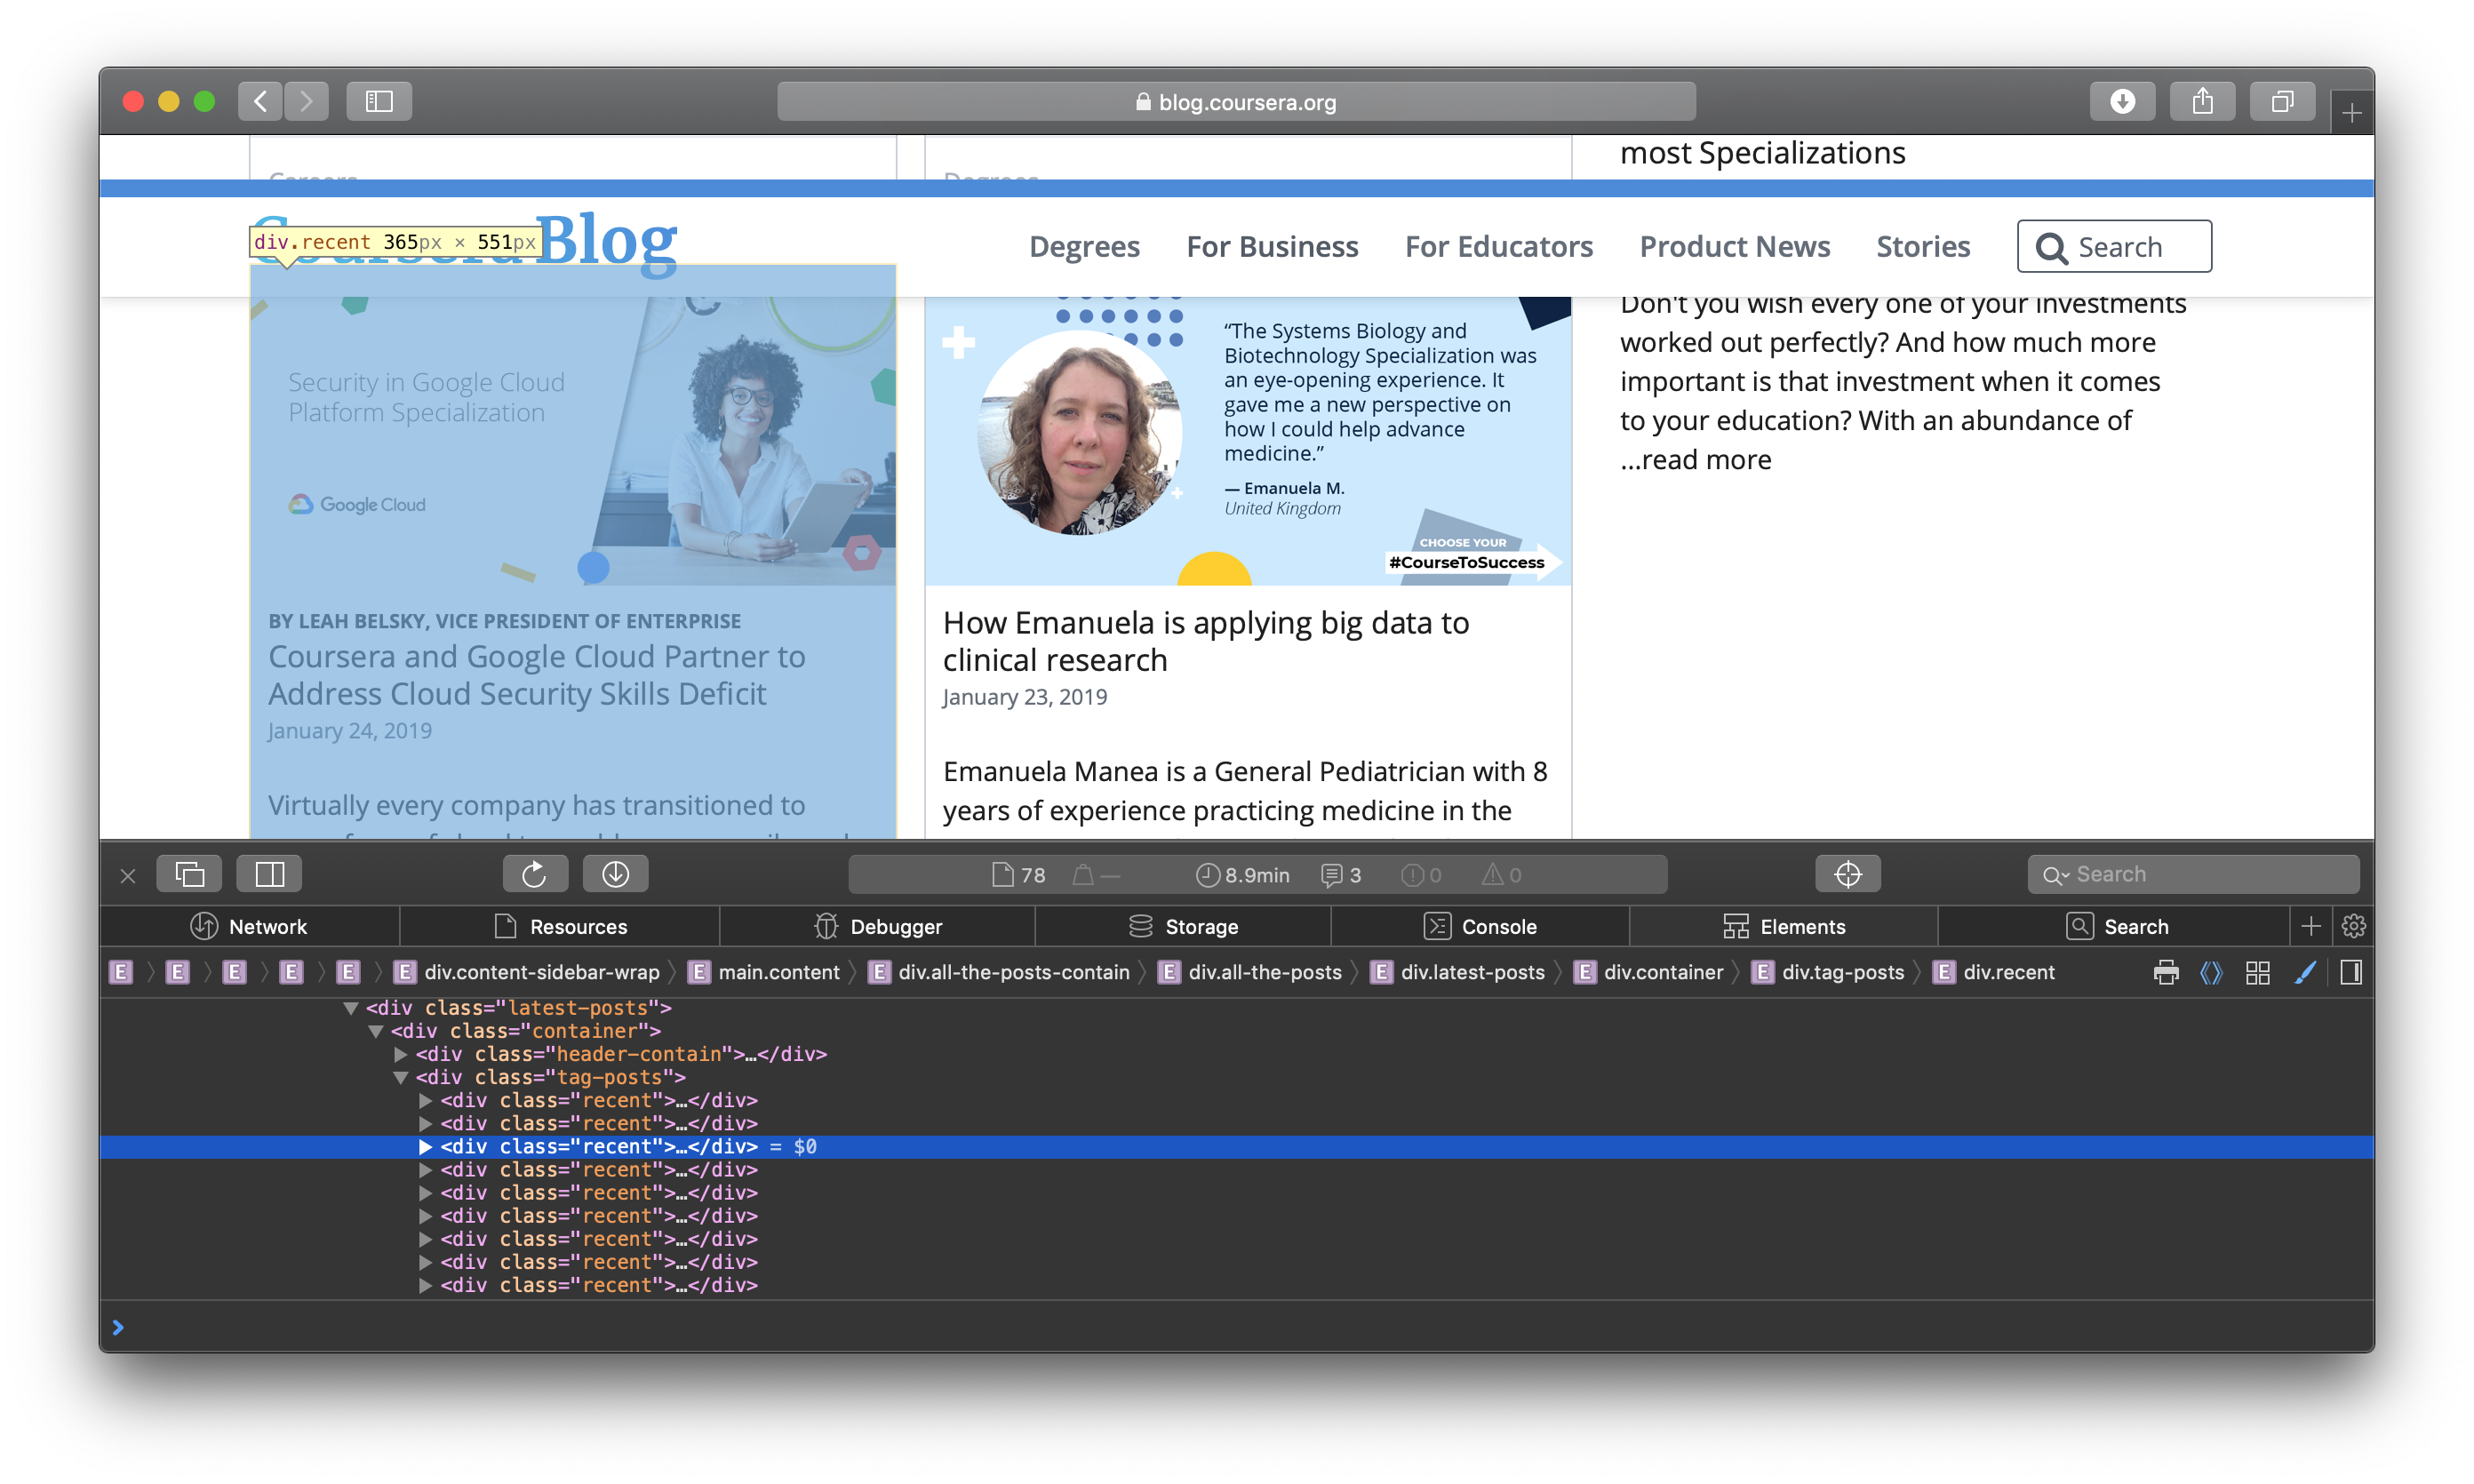 blog.coursera.org
most Specializations
Careers
Degrees
div.recent 365px × 551px
Coursera Blog
Degrees
For Business
For Educators
Product News
Stories
Search
Security in Google Cloud
Platform Specialization
Google Cloud
BY LEAH BELSKY, VICE PRESIDENT OF ENTERPRISE
Coursera and Google Cloud Partner to
Address Cloud Security Skills Deficit
January 24, 2019
Virtually every company has transitioned to
“The Systems Biology and
Biotechnology Specialization was
an eye-opening experience. It
gave me a new perspective on
how I could help advance
medicine.”
— Emanuela M.
United Kingdom
CHOOSE YOUR
#CourseToSuccess
How Emanuela is applying big data to
clinical research
January 23, 2019
Emanuela Manea is a General Pediatrician with 8
years of experience practicing medicine in the
Don't you wish every one of your investments
worked out perfectly? And how much more
important is that investment when it comes
to your education? With an abundance of
...read more
78 — 8.9min 3 0 0
Search
Network
Resources
Debugger
Storage
Console
Elements
Search
E E E E E E div.content-sidebar-wrap E main.content E div.all-the-posts-contain E div.all-the-posts E div.latest-posts E div.container E div.tag-posts E div.recent
<div class="latest-posts">
<div class="container">
<div class="header-contain">…</div>
<div class="tag-posts">
<div class="recent">…</div>
<div class="recent">…</div>
<div class="recent">…</div> = $0
<div class="recent">…</div>
<div class="recent">…</div>
<div class="recent">…</div>
<div class="recent">…</div>
<div class="recent">…</div>
<div class="recent">…</div>